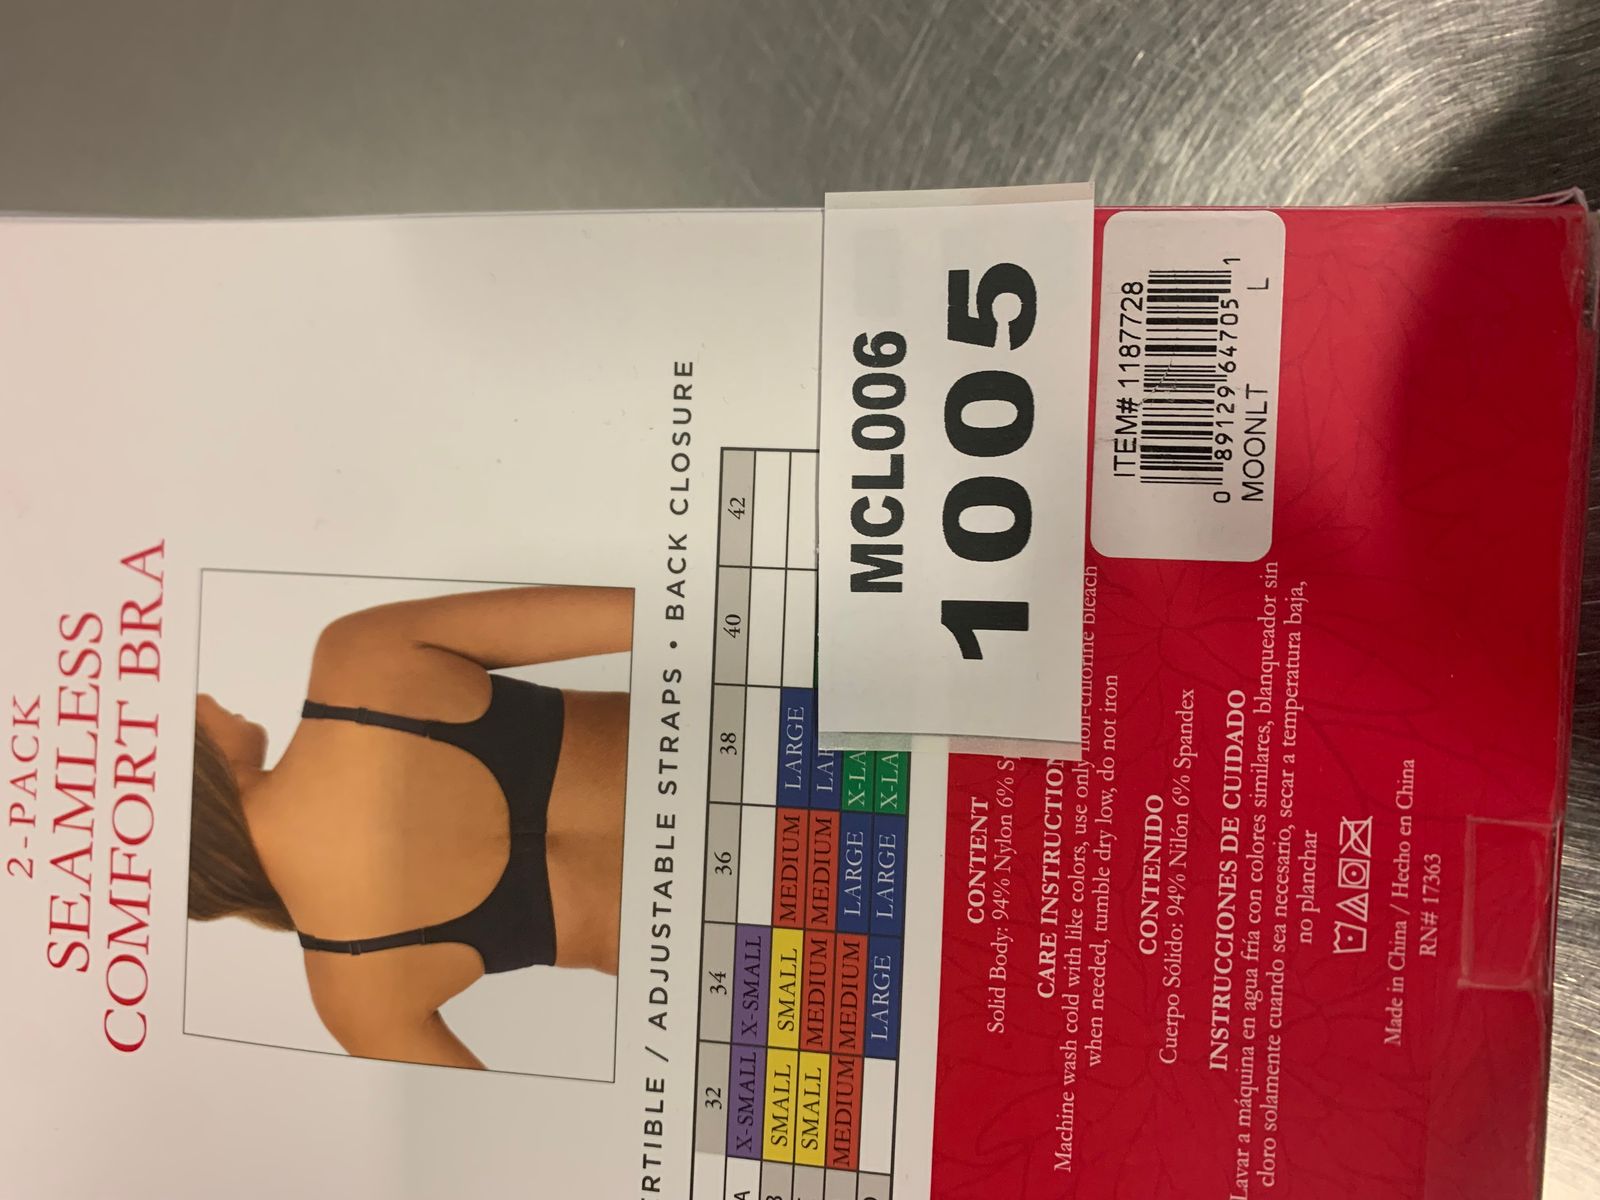 2-PACK
SEAMLESS
COMFORT BRA
RTIBLE / ADJUSTABLE STRAPS • BACK CLOSURE
32 34 36 38 40 42
A X-SMALL X-SMALL
B SMALL SMALL MEDIUM LARGE
SMALL MEDIUM MEDIUM LAR
MEDIUM MEDIUM LARGE X-LA
LARGE LARGE X-LA
MCL006
1005
ITEM# 1187728
0 89129 64705 1
MOONLT L
CONTENT
Solid Body: 94% Nylon 6% S
CARE INSTRUCTION
Machine wash cold with like colors, use only non-chlorine bleach
when needed, tumble dry low, do not iron
CONTENIDO
Cuerpo Sólido: 94% Nilón 6% Spandex
INSTRUCCIONES DE CUIDADO
Lavar a máquina en agua fría con colores similares, blanqueador sin
cloro solamente cuando sea necesario, secar a temperatura baja,
no planchar
Made in China / Hecho en China
RN# 17363